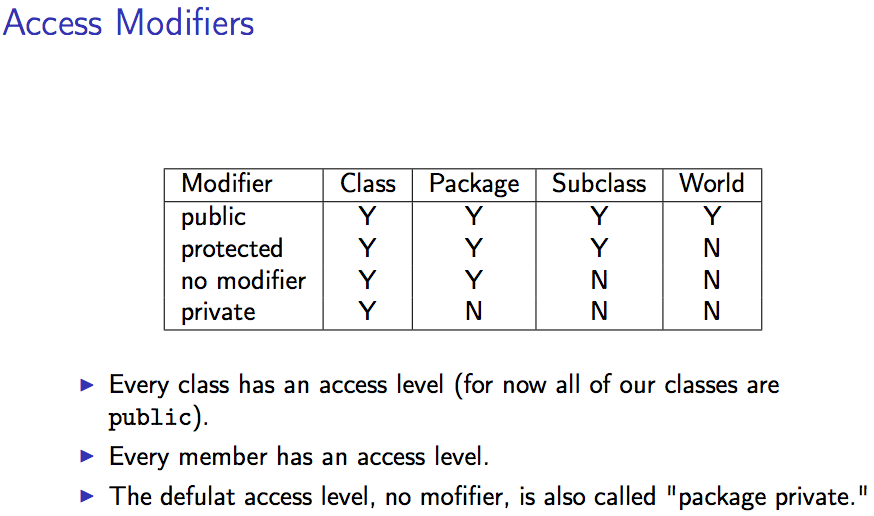 Access Modifiers
Modifier Class Package Subclass World
public Y Y Y Y
protected Y Y Y N
no modifier Y Y N N
private Y N N N
Every class has an access level (for now all of our classes are
public).
Every member has an access level.
The defulat access level, no mofifier, is also called "package private."